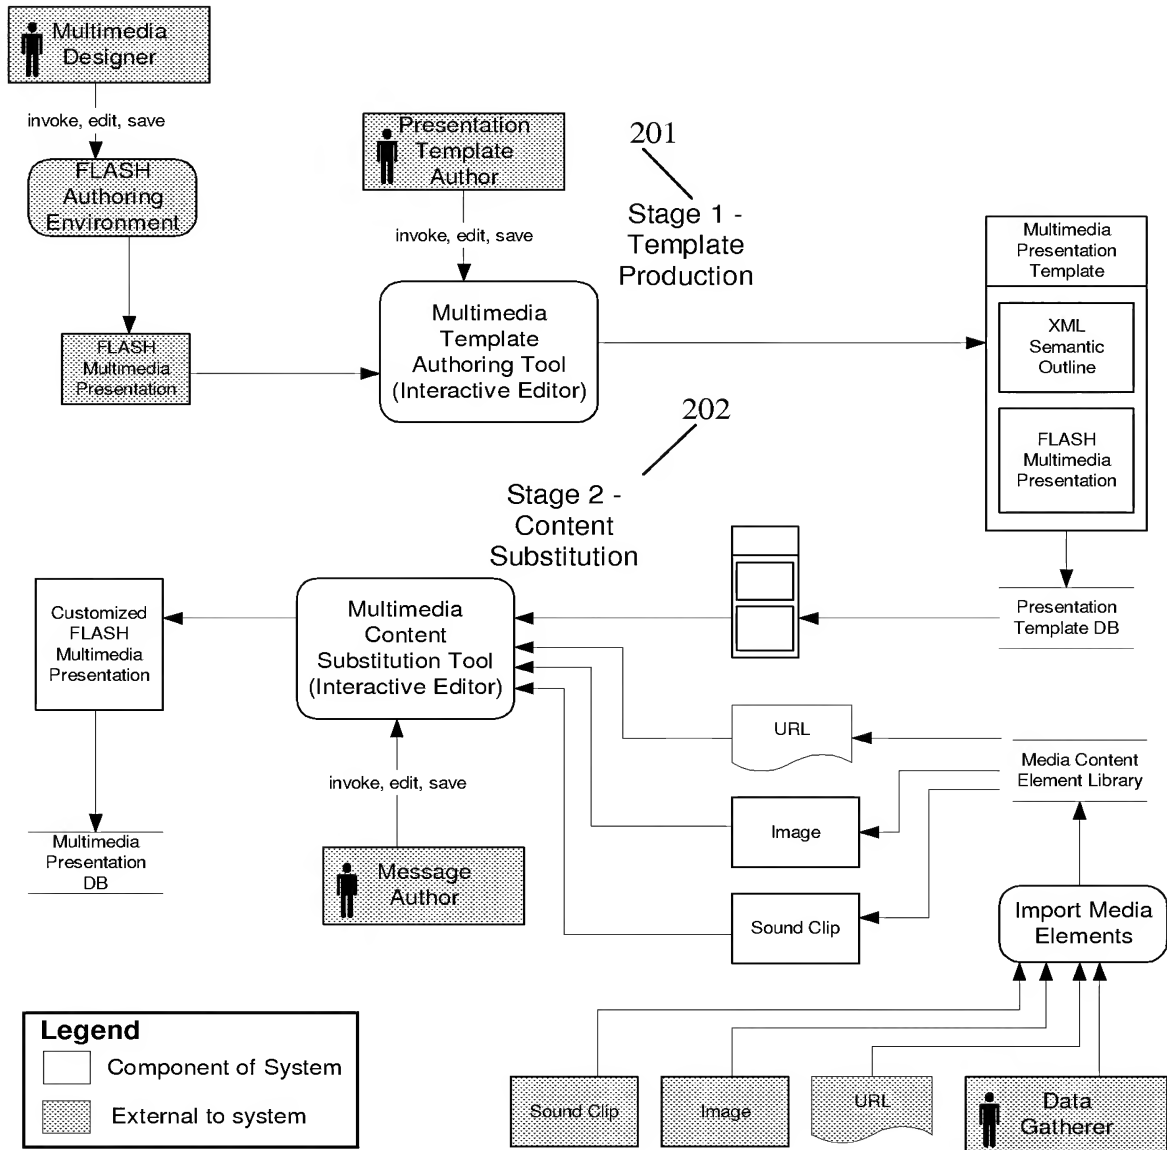 Multimedia
Designer
invoke, edit, save
FLASH
Authoring
Environment
FLASH
Multimedia
Presentation
Presentation
Template
Author
invoke, edit, save
Multimedia
Template
Authoring Tool
(Interactive Editor)
201
Stage 1 -
Template
Production
Multimedia
Presentation
Template
XML
Semantic
Outline
FLASH
Multimedia
Presentation
202
Stage 2 -
Content
Substitution
Presentation
Template DB
Multimedia
Content
Substitution Tool
(Interactive Editor)
Customized
FLASH
Multimedia
Presentation
Multimedia
Presentation
DB
invoke, edit, save
Message
Author
URL
Image
Sound Clip
Media Content
Element Library
Import Media
Elements
Legend
Component of System
External to system
Sound Clip
Image
URL
Data
Gatherer